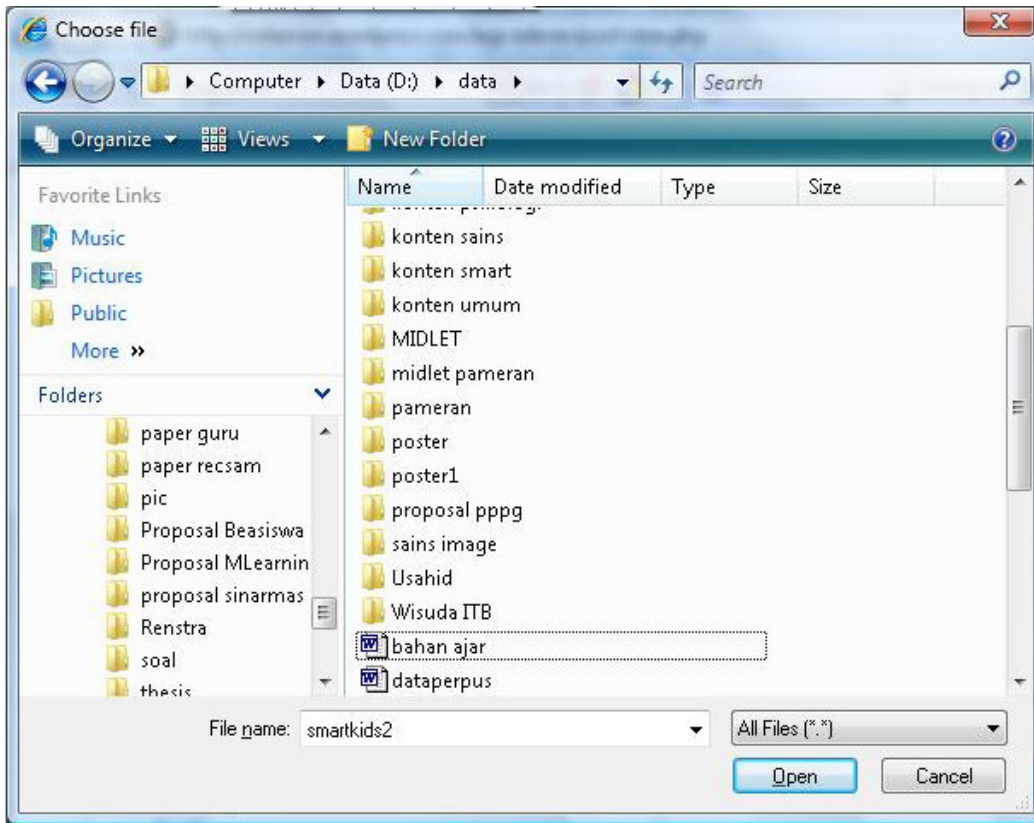 Choose file
Computer ▸ Data (D:) ▸ data ▸
Search
Organize
Views
New Folder
Favorite Links
Music
Pictures
Public
More »
Folders
paper guru
paper recsam
pic
Proposal Beasiswa
Proposal MLearnin
proposal sinarmas
Renstra
soal
thesis
Name Date modified Type Size
konten sains
konten smart
konten umum
MIDLET
midlet pameran
pameran
poster
poster1
proposal pppg
sains image
Usahid
Wisuda ITB
bahan ajar
dataperpus
File name: smartkids2
All Files (*.*)
Open Cancel